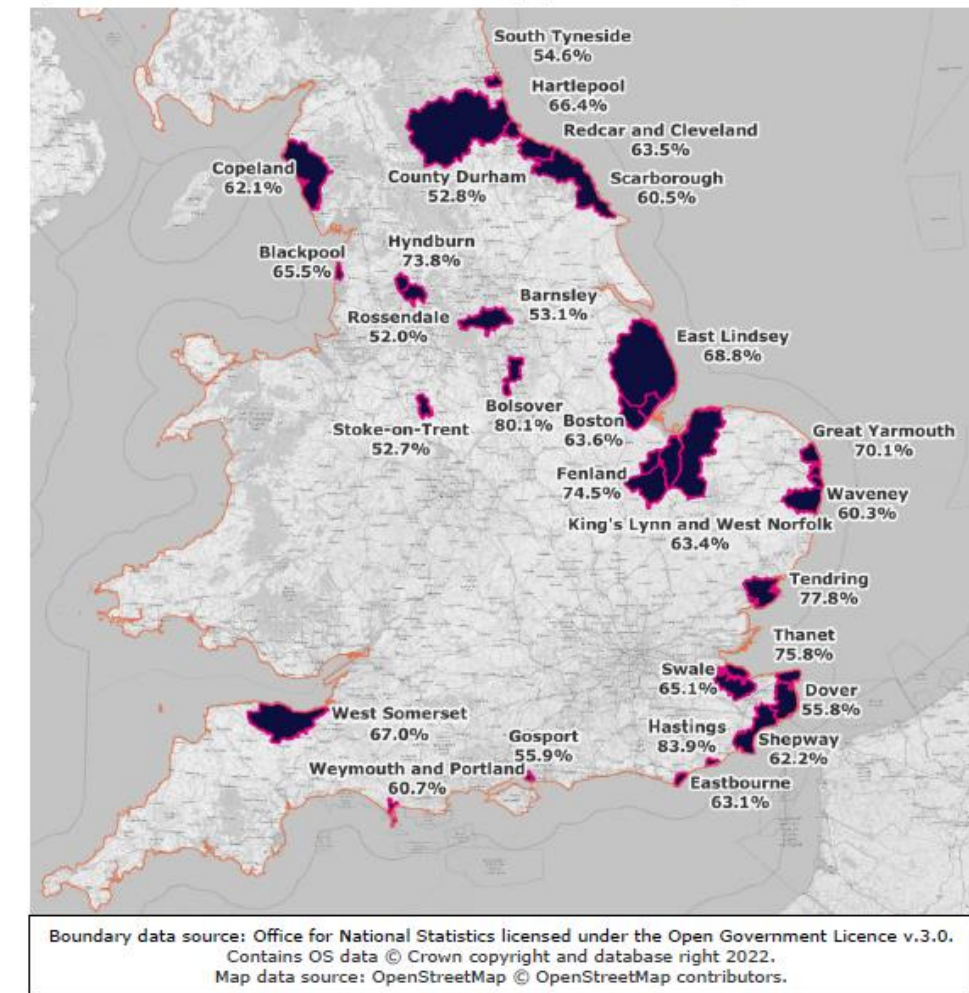 South Tyneside
54.6%
Hartlepool
66.4%
Redcar and Cleveland
63.5%
Scarborough
60.5%
County Durham
52.8%
Copeland
62.1%
Blackpool
65.5%
Hyndburn
73.8%
Rossendale
52.0%
Barnsley
53.1%
East Lindsey
68.8%
Bolsover
80.1%
Boston
63.6%
Stoke-on-Trent
52.7%
Great Yarmouth
70.1%
Fenland
74.5%
Waveney
60.3%
King's Lynn and West Norfolk
63.4%
Tendring
77.8%
Thanet
75.8%
Swale
65.1%
Dover
55.8%
West Somerset
67.0%
Hastings
83.9%
Shepway
62.2%
Gosport
55.9%
Weymouth and Portland
60.7%
Eastbourne
63.1%
Boundary data source: Office for National Statistics licensed under the Open Government Licence v.3.0.
Contains OS data © Crown copyright and database right 2022.
Map data source: OpenStreetMap © OpenStreetMap contributors.